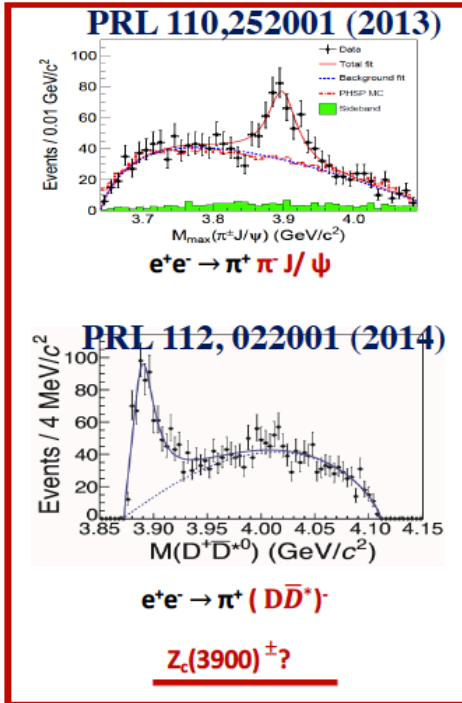 PRL 110,252001 (2013)
Events / 0.01 GeV/c²
100
80
60
40
20
0
Data
Total fit
Background fit
PHSP MC
Sideband
3.7 3.8 3.9 4.0
M_max(π±J/ψ) (GeV/c²)
e⁺e⁻ → π⁺ π⁻ J/ ψ
PRL 112, 022001 (2014)
Events / 4 MeV/c²
100
80
60
40
20
0
3.85 3.9 3.95 4.00 4.05 4.10 4.15
M(D⁺D̅*⁰) (GeV/c²)
e⁺e⁻ → π⁺ ( DD̅*)⁻
Z_c(3900) ±?